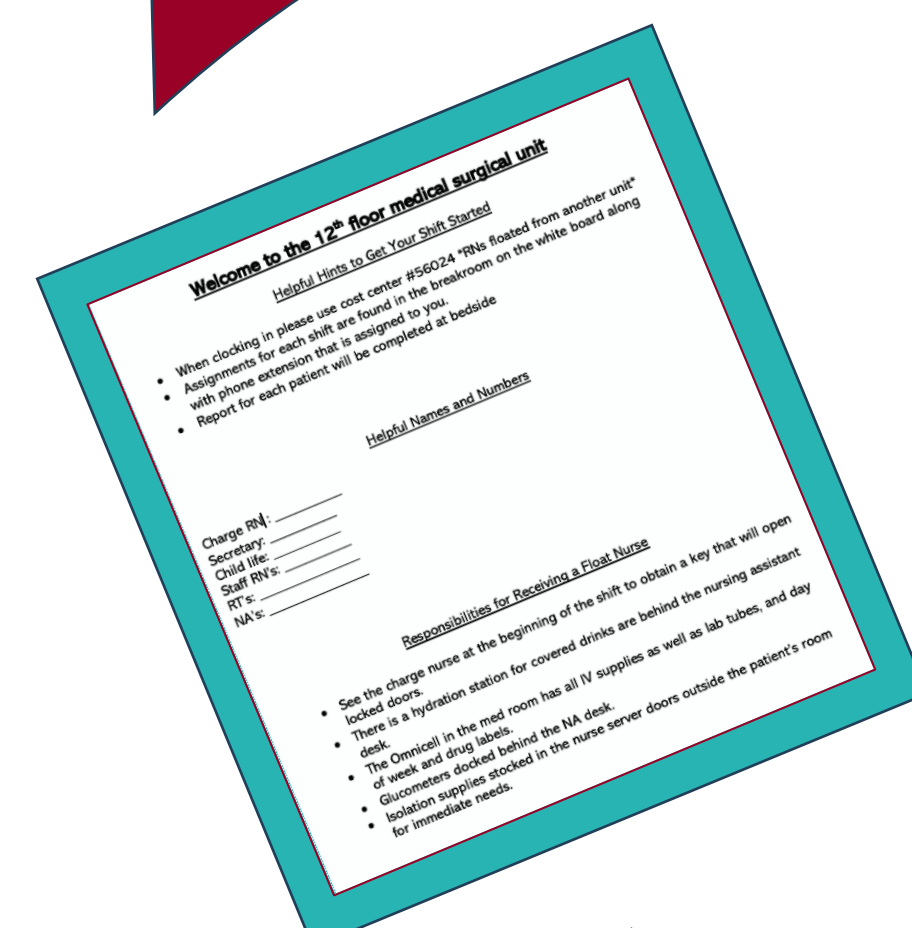 Welcome to the 12th floor medical surgical unit
Helpful Hints to Get Your Shift Started
• When clocking in please use cost center #56024 *RNs floated from another unit*
• Assignments for each shift are found in the breakroom on the white board along
with phone extension that is assigned to you.
• Report for each patient will be completed at bedside
Helpful Names and Numbers
Charge RN: __________
Secretary: __________
Child life: __________
Staff RN's: __________
RT's: _______________
NA's: _______________
Responsibilities for Receiving a Float Nurse
• See the charge nurse at the beginning of the shift to obtain a key that will open
locked doors.
• There is a hydration station for covered drinks are behind the nursing assistant
desk.
• The Omnicell in the med room has all IV supplies as well as lab tubes, and day
of week and drug labels.
• Glucometers docked behind the NA desk.
• Isolation supplies stocked in the nurse server doors outside the patient's room
for immediate needs.